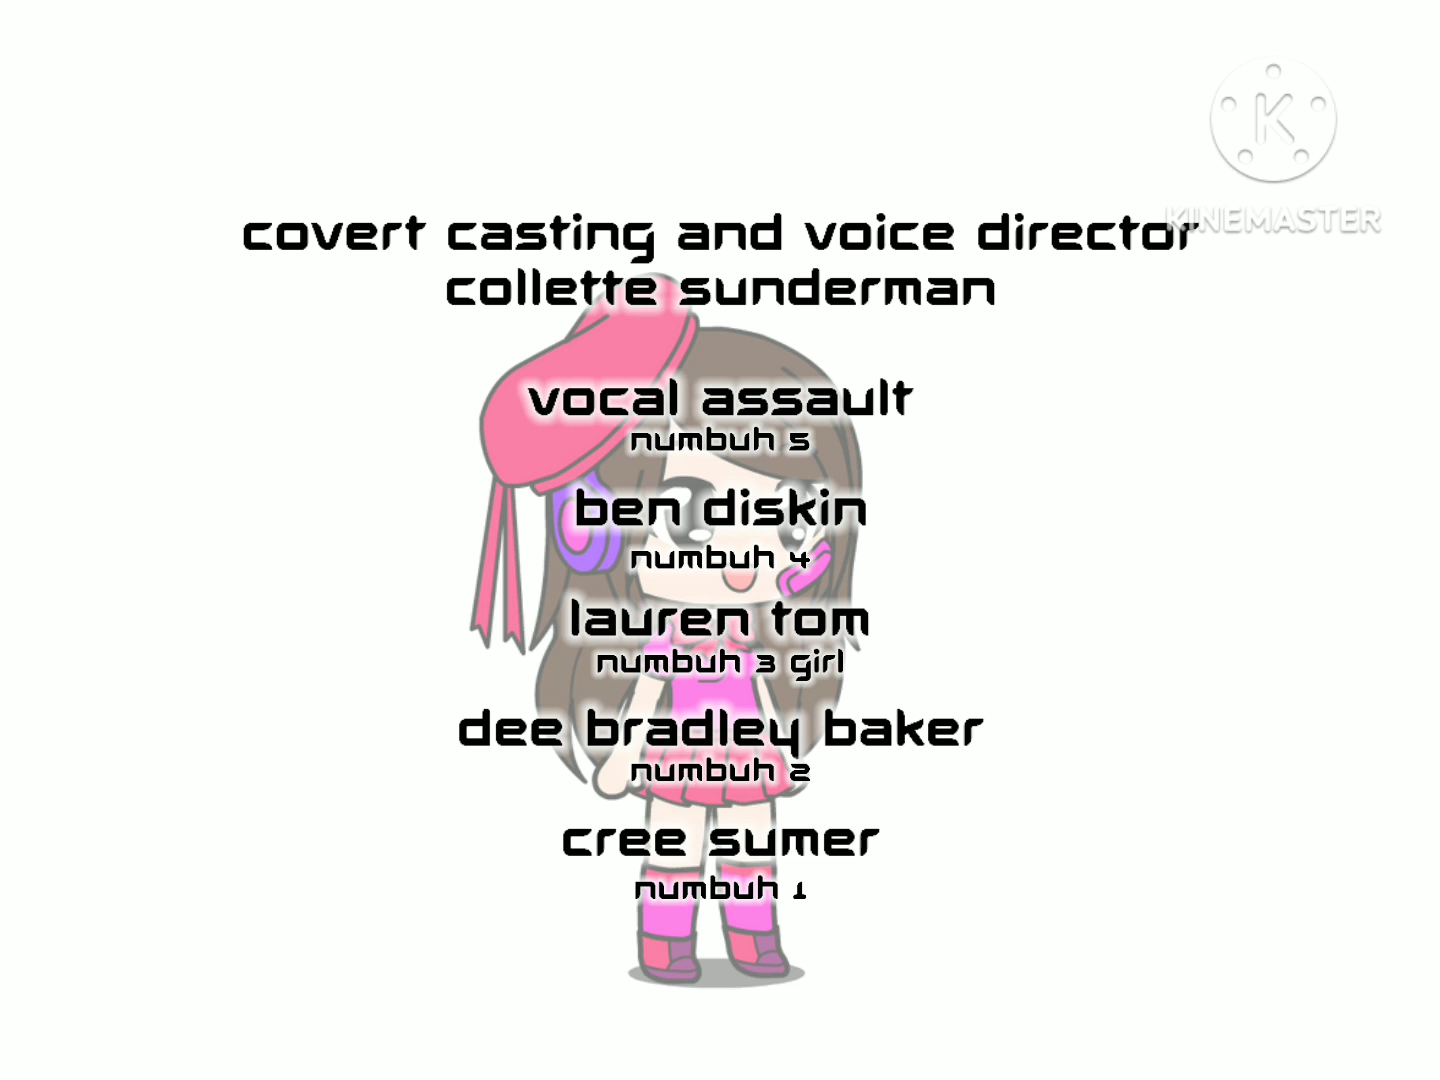 K
KINEMASTER
covert casting and voice director
collette sunderman
vocal assault
numbuh 5
ben diskin
numbuh 4
lauren tom
numbuh 3 girl
dee bradley baker
numbuh 2
cree sumer
numbuh 1